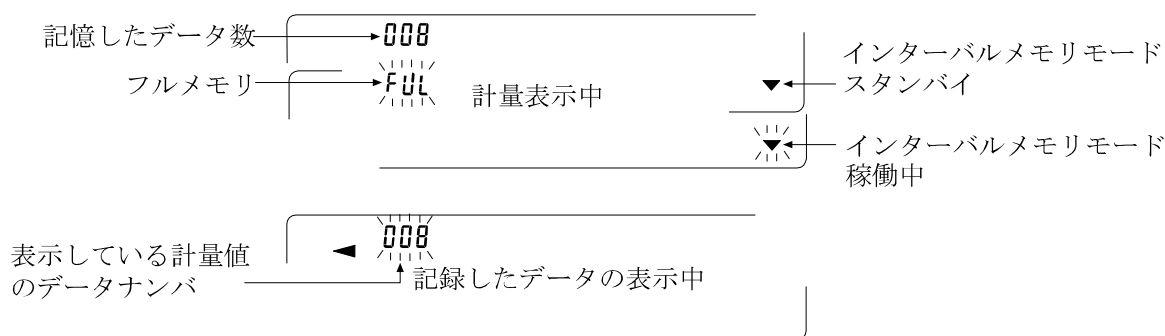 記憶したデータ数
008
フルメモリ
FUL
計量表示中
インターバルメモリモード
スタンバイ
インターバルメモリモード
稼働中
表示している計量値
のデータナンバ
008
記録したデータの表示中